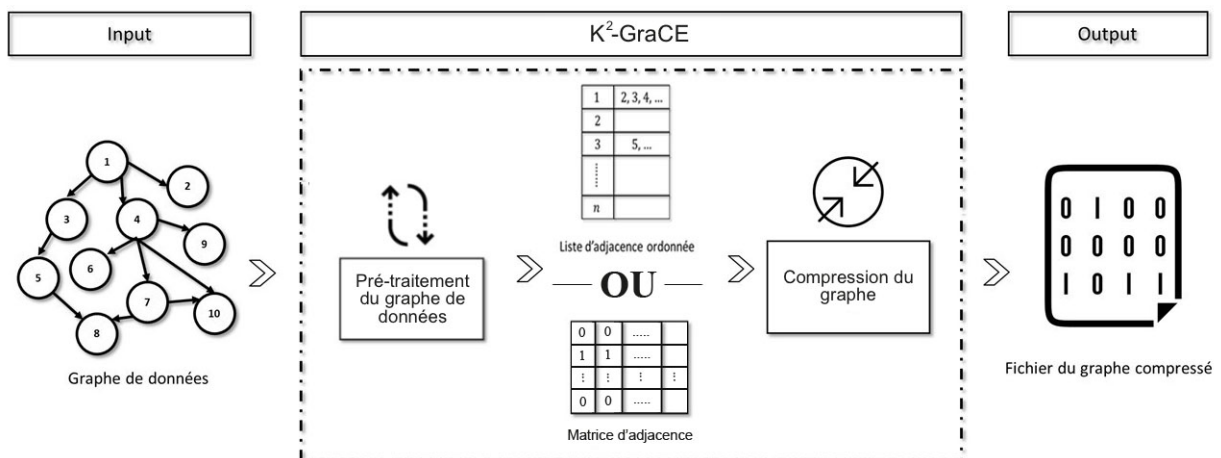 Input
K²-GraCE
Output
1
2
3
4
9
5
6
7
10
8
Graphe de données
Pré-traitement
du graphe de
données
1 2, 3, 4, ...
2
3 5, ...
n
Liste d'adjacence ordonnée
OU
0 0 .....
1 1 .....
⋮ ⋮ ⋮ ⋮
0 0 .....
Matrice d'adjacence
Compression du
graphe
0 1 0 0
0 0 0 0
1 0 1 1
Fichier du graphe compressé